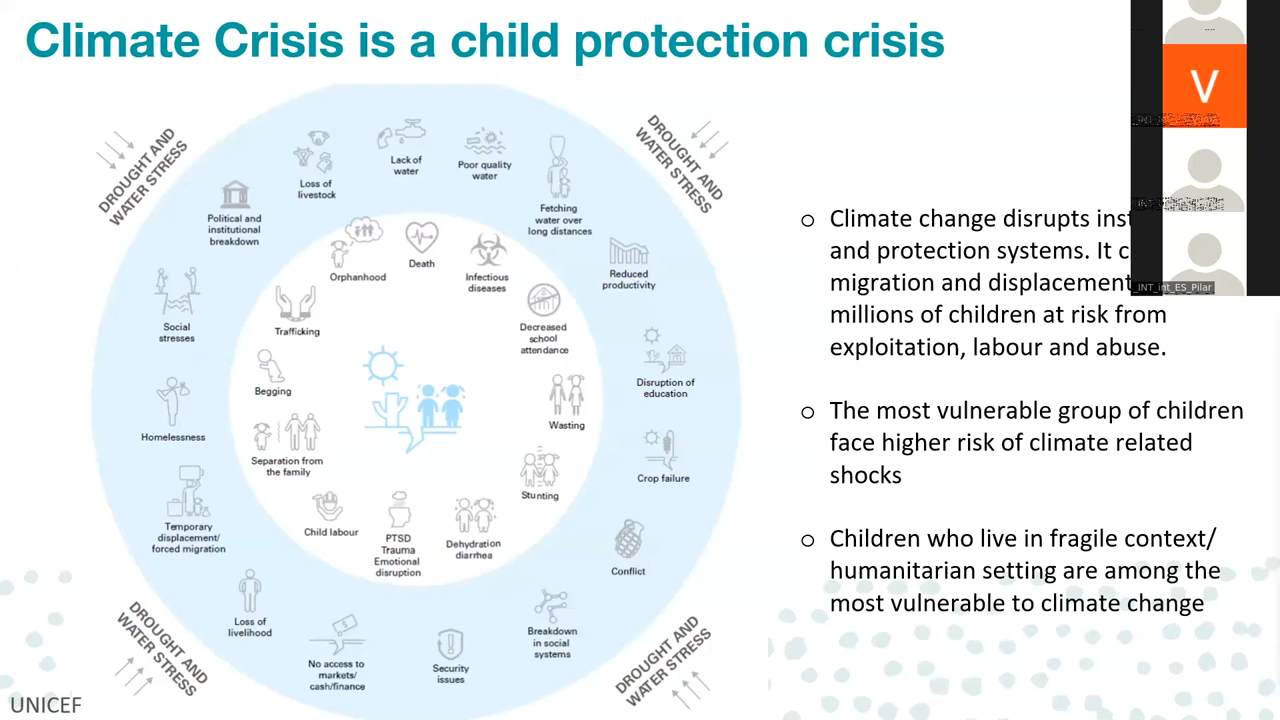 Climate Crisis is a child protection crisis
DROUGHT AND
WATER STRESS
DROUGHT AND
WATER STRESS
Lack of
water
Poor quality
water
Loss of
livestock
Fetching
water over
long distances
Political and
institutional
breakdown
Reduced
productivity
Social
stresses
Disruption of
education
Homelessness
Crop failure
Temporary
displacement/
forced migration
Conflict
Loss of
livelihood
Breakdown
in social
systems
No access to
markets/
cash/finance
Security
issues
Orphanhood
Death
Infectious
diseases
Trafficking
Decreased
school
attendance
Begging
Wasting
Separation from
the family
Stunting
Child labour
PTSD
Trauma
Emotional
disruption
Dehydration
diarrhea
DROUGHT AND
WATER STRESS
DROUGHT AND
WATER STRESS
UNICEF
Climate change disrupts
and protection systems. It
migration and displacement
millions of children at risk from
exploitation, labour and abuse.
The most vulnerable group of children
face higher risk of climate related
shocks
Children who live in fragile context/
humanitarian setting are among the
most vulnerable to climate change
V
INT_int_ES_Pilar